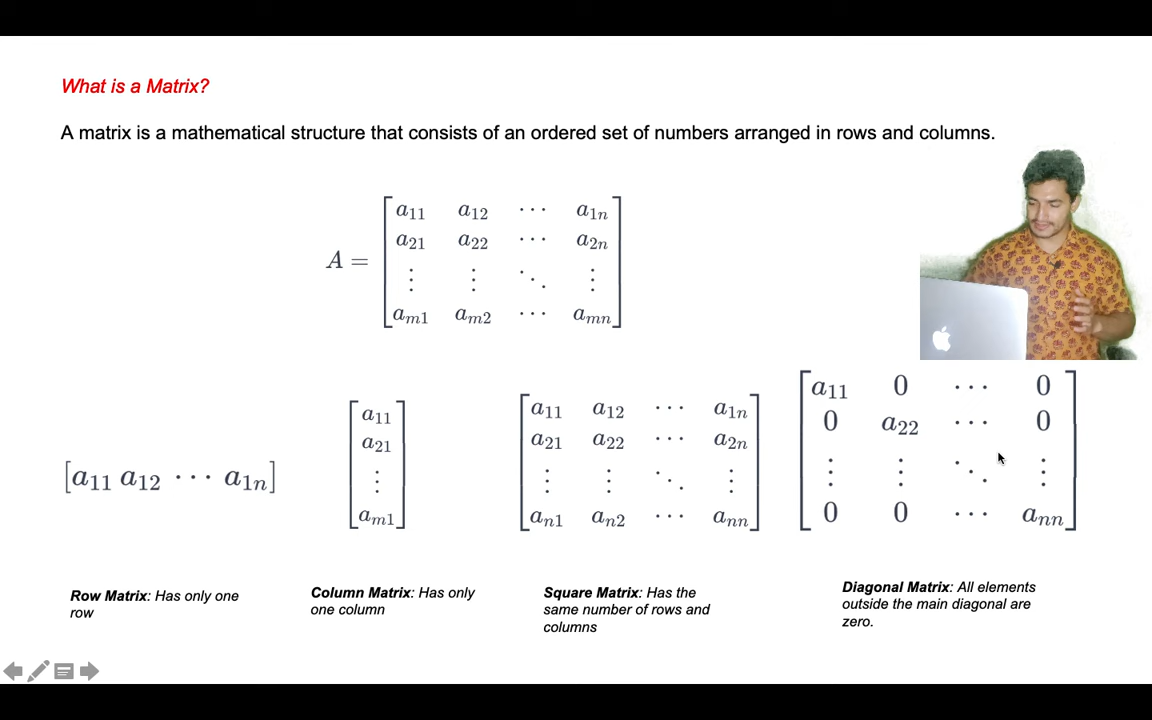 What is a Matrix?
A matrix is a mathematical structure that consists of an ordered set of numbers arranged in rows and columns.
A = [a₁₁ a₁₂ ⋯ a₁ₙ
a₂₁ a₂₂ ⋯ a₂ₙ
⋮ ⋮ ⋱ ⋮
aₘ₁ aₘ₂ ⋯ aₘₙ]
[a₁₁ a₁₂ ⋯ a₁ₙ]
[a₁₁
a₂₁
⋮
aₘ₁]
[a₁₁ a₁₂ ⋯ a₁ₙ
a₂₁ a₂₂ ⋯ a₂ₙ
⋮ ⋮ ⋱ ⋮
aₙ₁ aₙ₂ ⋯ aₙₙ]
[a₁₁ 0 ⋯ 0
0 a₂₂ ⋯ 0
⋮ ⋮ ⋱ ⋮
0 0 ⋯ aₙₙ]
Row Matrix: Has only one
row
Column Matrix: Has only
one column
Square Matrix: Has the
same number of rows and
columns
Diagonal Matrix: All elements
outside the main diagonal are
zero.